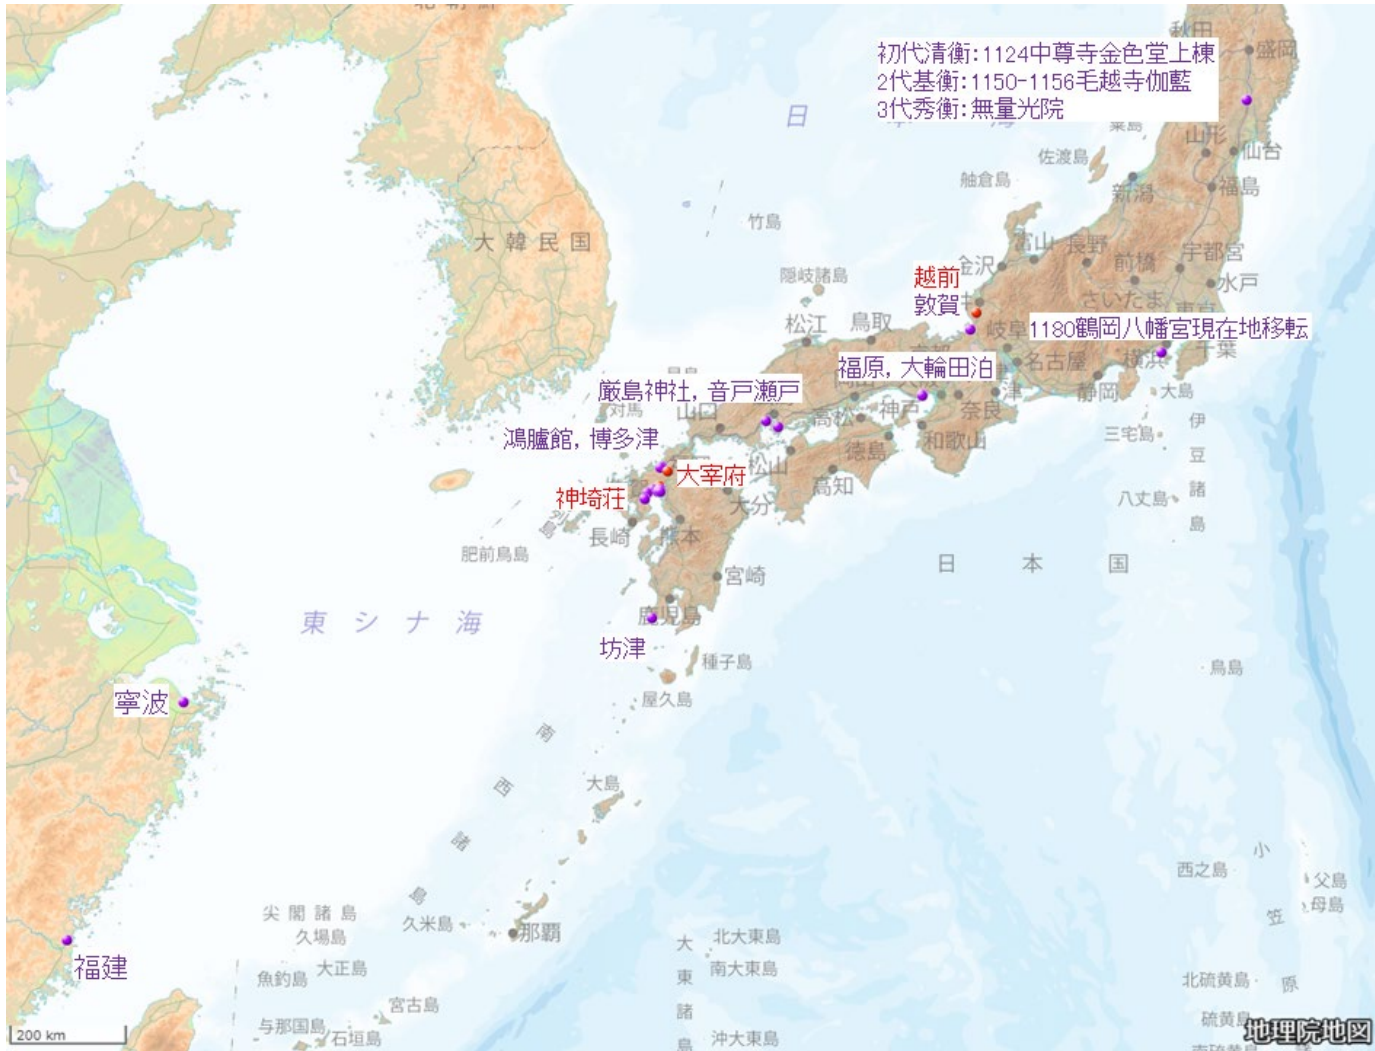 秋田
盛岡
初代清衡:1124中尊寺金色堂上棟
2代基衡:1150-1156毛越寺伽藍
3代秀衡:無量光院
日
粟島
山形
仙台
佐渡島
舳倉島
新潟
福島
竹島
大韓民国
富山
長野
宇都宮
金沢
前橋
水戸
隠岐諸島
越前
敦賀
さいたま
東京
松江
鳥取
岐阜
1180鶴岡八幡宮現在地移転
千葉
横浜
名古屋
福原,大輪田泊
静岡
大島
津
厳島神社,音戸瀬戸
対馬
山口
高松
神戸
奈良
三宅島
伊豆諸島
鴻臚館,博多津
徳島
和歌山
松山
大宰府
高知
神埼荘
大分
八丈島
長崎
熊本
肥前鳥島
宮崎
日本国
東シナ海
鹿児島
坊津
種子島
鳥島
寧波
屋久島
南西諸島
大島
西之島
小笠原
父島
母島
尖閣諸島
久場島
久米島
那覇
大東諸島
北大東島
福建
魚釣島
大正島
南大東島
北硫黄島
宮古島
与那国島
石垣島
沖大東島
硫黄島
南硫黄島
200 km
地理院地図